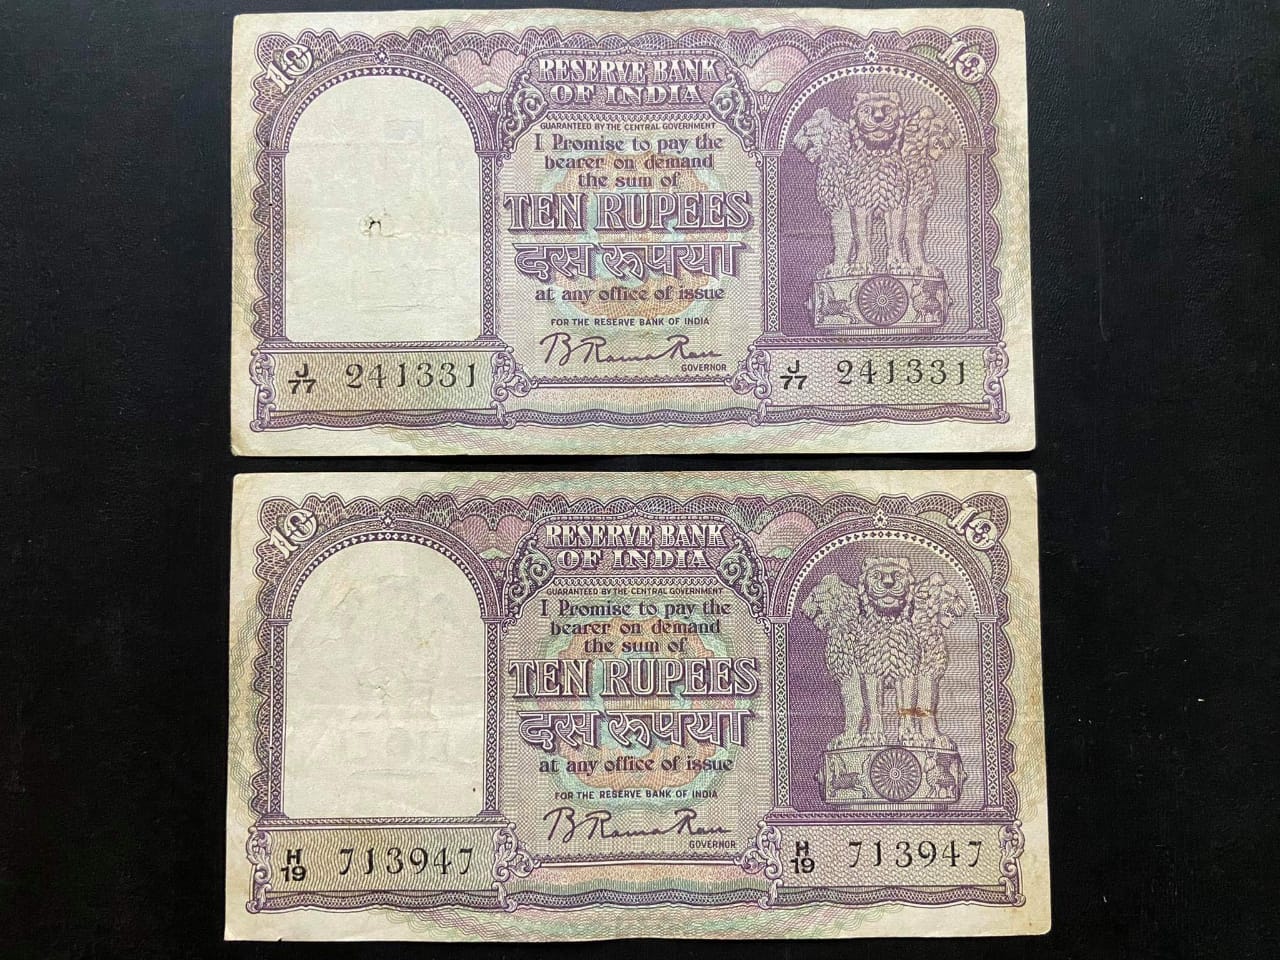 10
10
RESERVE BANK
OF INDIA
GUARANTEED BY THE CENTRAL GOVERNMENT
I Promise to pay the
bearer on demand
the sum of
TEN RUPEES
दस रूपया
at any office of issue
FOR THE RESERVE BANK OF INDIA
B Rama Rau
GOVERNOR
J/77 241331
J/77 241331
10
10
RESERVE BANK
OF INDIA
GUARANTEED BY THE CENTRAL GOVERNMENT
I Promise to pay the
bearer on demand
the sum of
TEN RUPEES
दस रूपया
at any office of issue
FOR THE RESERVE BANK OF INDIA
B Rama Rau
GOVERNOR
H/19 713947
H/19 713947